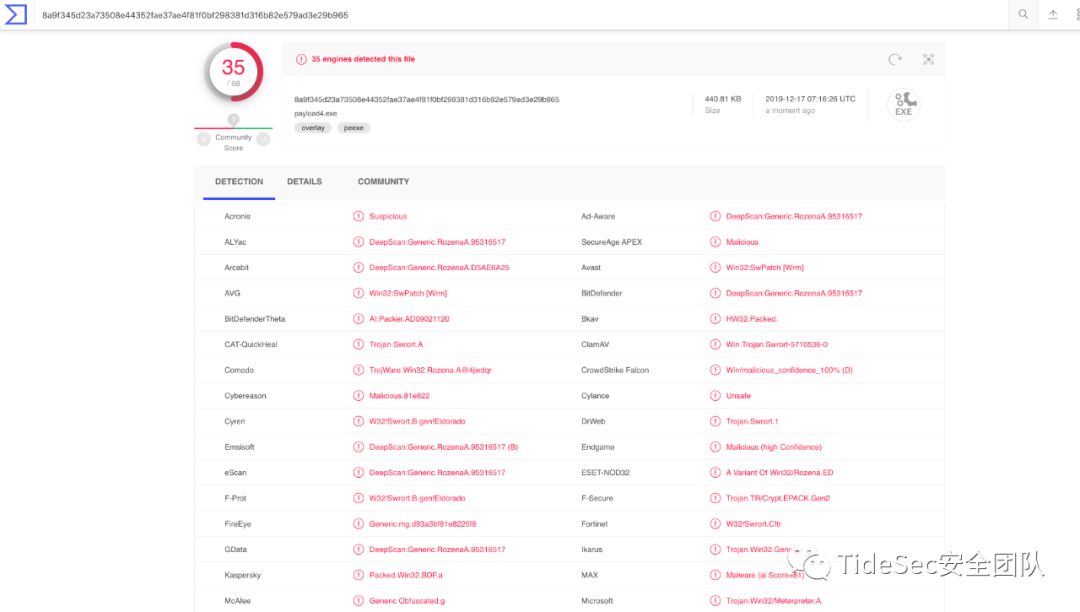 8a9f345d23a73508e44352fae37ae4f81f0bf298381d316b82e579ad3e29b965
35
/ 68
Community
Score
35 engines detected this file
8a9f345d23a73508e44352fae37ae4f81f0bf298381d316b82e579ad3e29b965
payload4.exe
overlay peexe
440.81 KB
Size
2019-12-17 07:16:26 UTC
a moment ago
EXE
DETECTION DETAILS COMMUNITY
Acronis Suspicious Ad-Aware DeepScan:Generic.RozenaA.95316517
ALYac DeepScan:Generic.RozenaA.95316517 SecureAge APEX Malicious
Arcabit DeepScan:Generic.RozenaA.D5AE6A25 Avast Win32:SwPatch [Wrm]
AVG Win32:SwPatch [Wrm] BitDefender DeepScan:Generic.RozenaA.95316517
BitDefenderTheta AI:Packer.AD09021120 Bkav HW32.Packed.
CAT-QuickHeal Trojan.Swrort.A ClamAV Win.Trojan.Swrort-5710536-0
Comodo TrojWare.Win32.Rozena.A@4jwdqr CrowdStrike Falcon Win/malicious_confidence_100% (D)
Cybereason Malicious.81e822 Cylance Unsafe
Cyren W32/Swrort.B.gen!Eldorado DrWeb Trojan.Swrort.1
Emsisoft DeepScan:Generic.RozenaA.95316517 (B) Endgame Malicious (high Confidence)
eScan DeepScan:Generic.RozenaA.95316517 ESET-NOD32 A Variant Of Win32/Rozena.ED
F-Prot W32/Swrort.B.gen!Eldorado F-Secure Trojan.TR/Crypt.EPACK.Gen2
FireEye Generic.mg.d93a3bf81e8225f8 Fortinet W32/Swrort.C!tr
GData DeepScan:Generic.RozenaA.95316517 Ikarus Trojan.Win32.Gen
Kaspersky Packed.Win32.BDF.a MAX Malware (ai Score=81)
McAfee Generic Obfuscated.g Microsoft Trojan:Win32/Meterpreter.A
TideSec安全团队